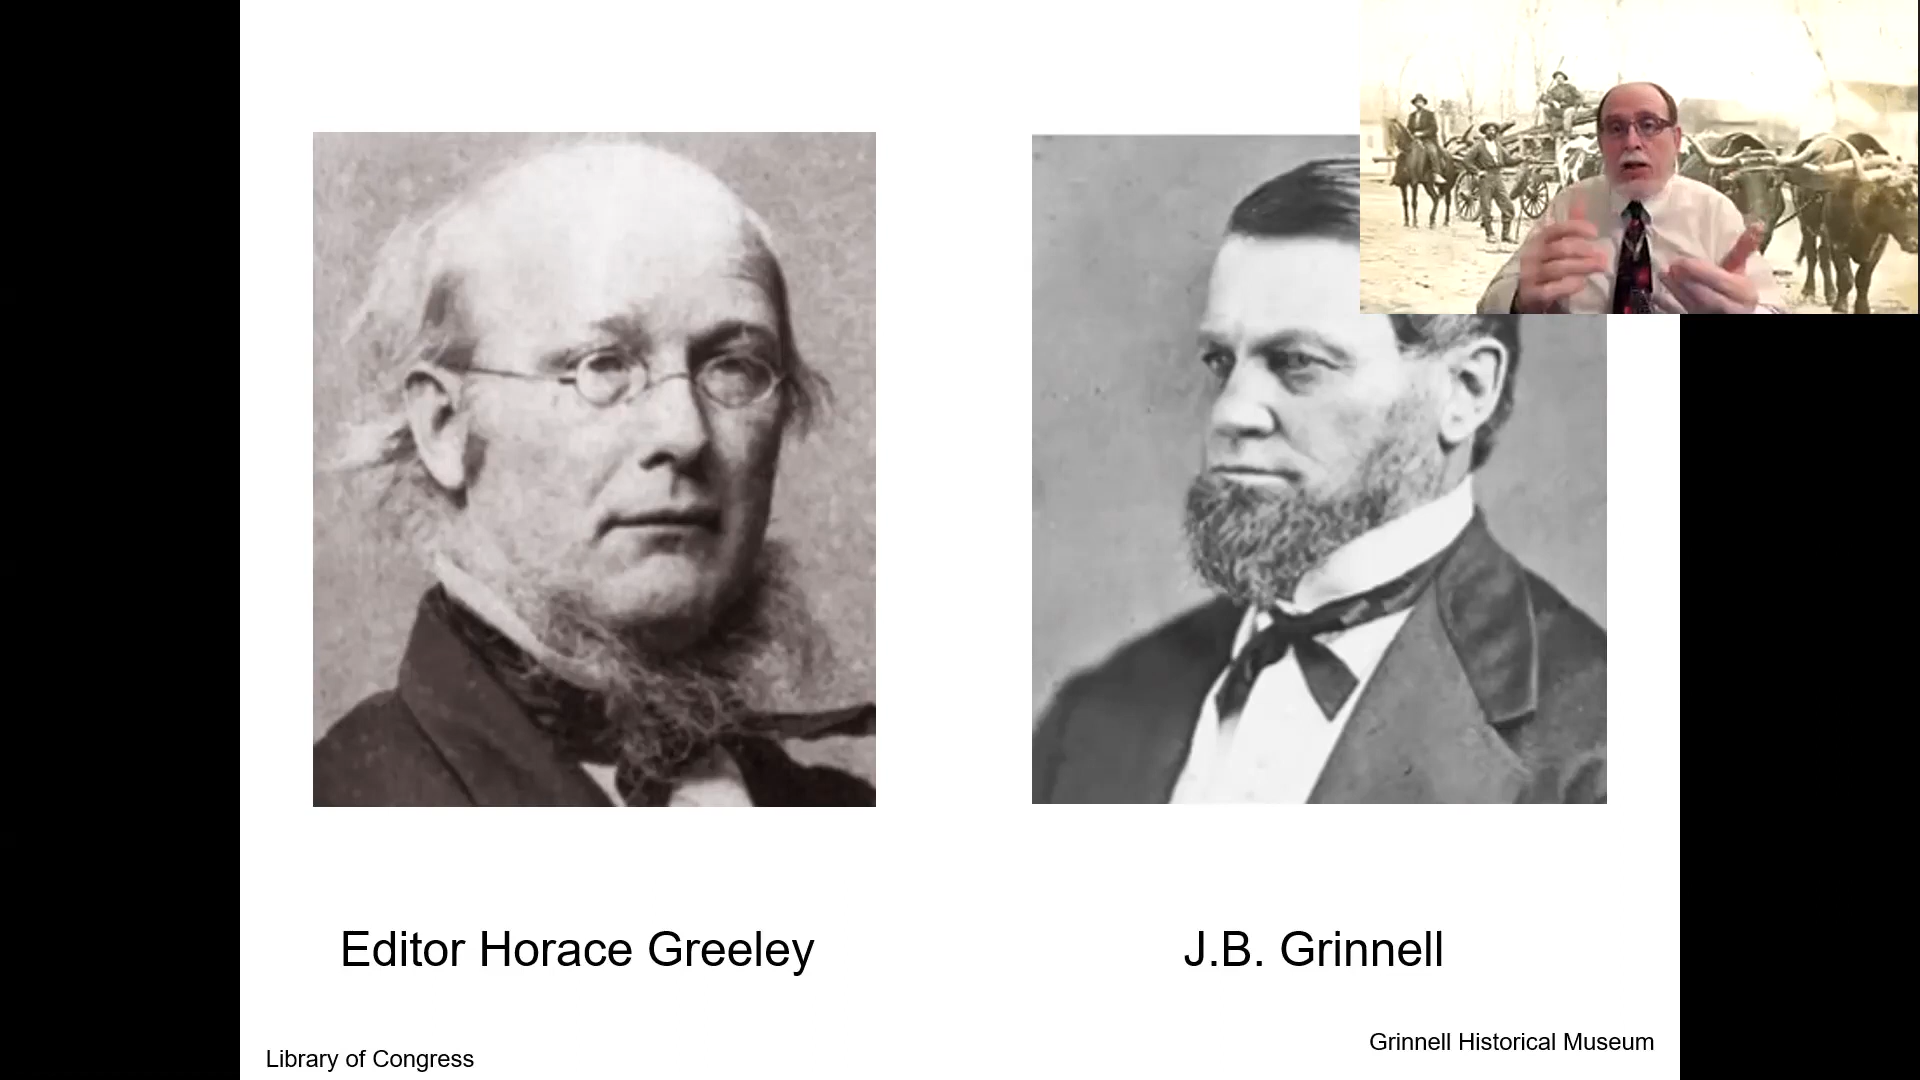 Editor Horace Greeley
J.B. Grinnell
Library of Congress
Grinnell Historical Museum